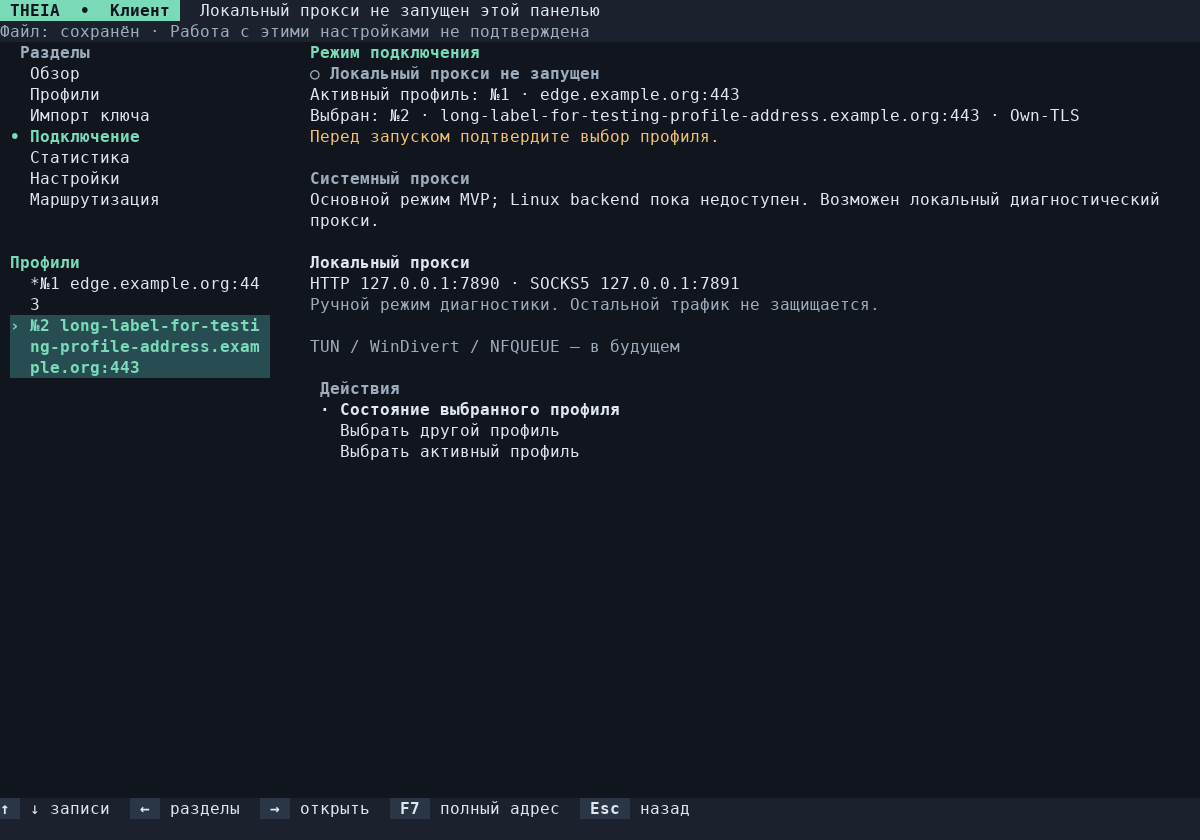 THEIA • Клиент Локальный прокси не запущен этой панелью
Файл: сохранён · Работа с этими настройками не подтверждена
Разделы
Обзор
Профили
Импорт ключа
• Подключение
Статистика
Настройки
Маршрутизация
Профили
*№1 edge.example.org:44
3
› №2 long-label-for-testi
ng-profile-address.exam
ple.org:443
Режим подключения
○ Локальный прокси не запущен
Активный профиль: №1 · edge.example.org:443
Выбран: №2 · long-label-for-testing-profile-address.example.org:443 · Own-TLS
Перед запуском подтвердите выбор профиля.
Системный прокси
Основной режим MVP; Linux backend пока недоступен. Возможен локальный диагностический
прокси.
Локальный прокси
HTTP 127.0.0.1:7890 · SOCKS5 127.0.0.1:7891
Ручной режим диагностики. Остальной трафик не защищается.
TUN / WinDivert / NFQUEUE — в будущем
Действия
· Состояние выбранного профиля
Выбрать другой профиль
Выбрать активный профиль
↑ ↓ записи ← разделы → открыть F7 полный адрес Esc назад